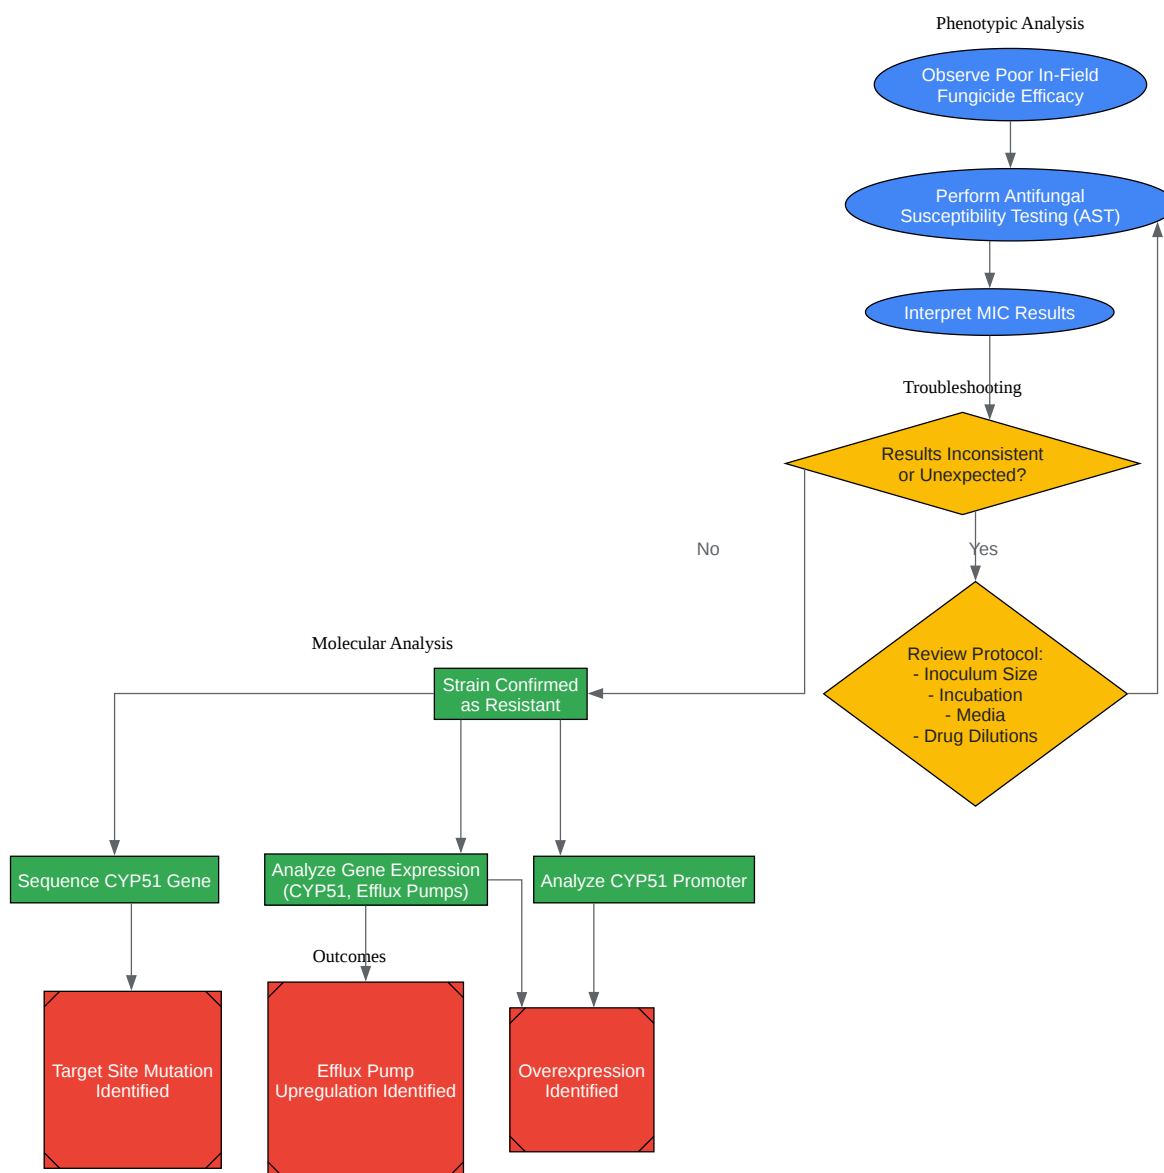 Phenotypic Analysis
Observe Poor In-Field
Fungicide Efficacy
Perform Antifungal
Susceptibility Testing (AST)
Interpret MIC Results
Troubleshooting
Results Inconsistent
or Unexpected?
No
Yes
Review Protocol:
- Inoculum Size
- Incubation
- Media
- Drug Dilutions
Molecular Analysis
Strain Confirmed
as Resistant
Sequence CYP51 Gene
Analyze Gene Expression
(CYP51, Efflux Pumps)
Analyze CYP51 Promoter
Outcomes
Target Site Mutation
Identified
Efflux Pump
Upregulation Identified
Overexpression
Identified